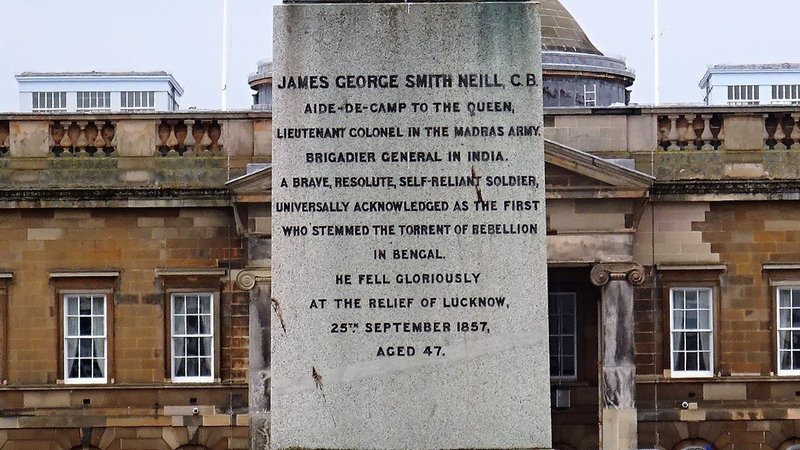 JAMES GEORGE SMITH NEILL, C.B.
AIDE-DE-CAMP TO THE QUEEN,
LIEUTENANT COLONEL IN THE MADRAS ARMY.
BRIGADIER GENERAL IN INDIA.
A BRAVE, RESOLUTE, SELF-RELIANT SOLDIER,
UNIVERSALLY ACKNOWLEDGED AS THE FIRST
WHO STEMMED THE TORRENT OF REBELLION
IN BENGAL.
HE FELL GLORIOUSLY
AT THE RELIEF OF LUCKNOW,
25TH SEPTEMBER 1857,
AGED 47.